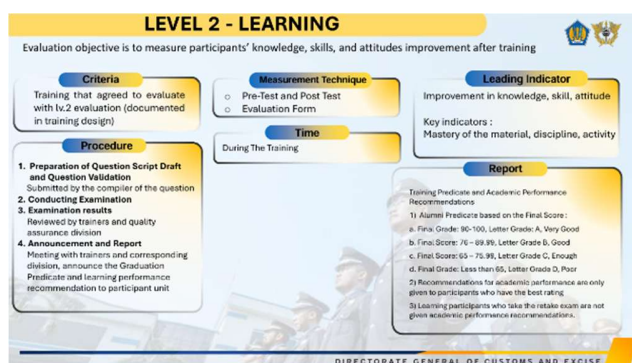 LEVEL 2 - LEARNING
Evaluation objective is to measure participants' knowledge, skills, and attitudes improvement after training
Criteria
Training that agreed to evaluate
with lv.2 evaluation (documented
in training design)
Procedure
1. Preparation of Question Script Draft
and Question Validation
Submitted by the compiler of the question
2. Conducting Examination
3. Examination results
Reviewed by trainers and quality
assurance division
4. Announcement and Report
Meeting with trainers and corresponding
division, announce the Graduation
Predicate and learning performance
recommendation to participant unit
Measurement Technique
o Pre-Test and Post Test
o Evaluation Form
Time
During The Training
Leading Indicator
Improvement in knowledge, skill, attitude
Key indicators :
Mastery of the material, discipline, activity
Report
Training Predicate and Academic Performance
Recommendations
1) Alumni Predicate based on the Final Score :
a. Final Grade: 90-100, Letter Grade: A, Very Good
b. Final Score: 76 – 89.99, Letter Grade B, Good
c. Final Score: 65 – 75.99, Letter Grade C, Enough
d. Final Grade: Less than 65, Letter Grade D, Poor
2) Recommendations for academic performance are only
given to participants who have the best rating
3) Learning participants who take the retake exam are not
given academic performance recommendations.
DIRECTORATE GENERAL OF CUSTOMS AND EXCISE